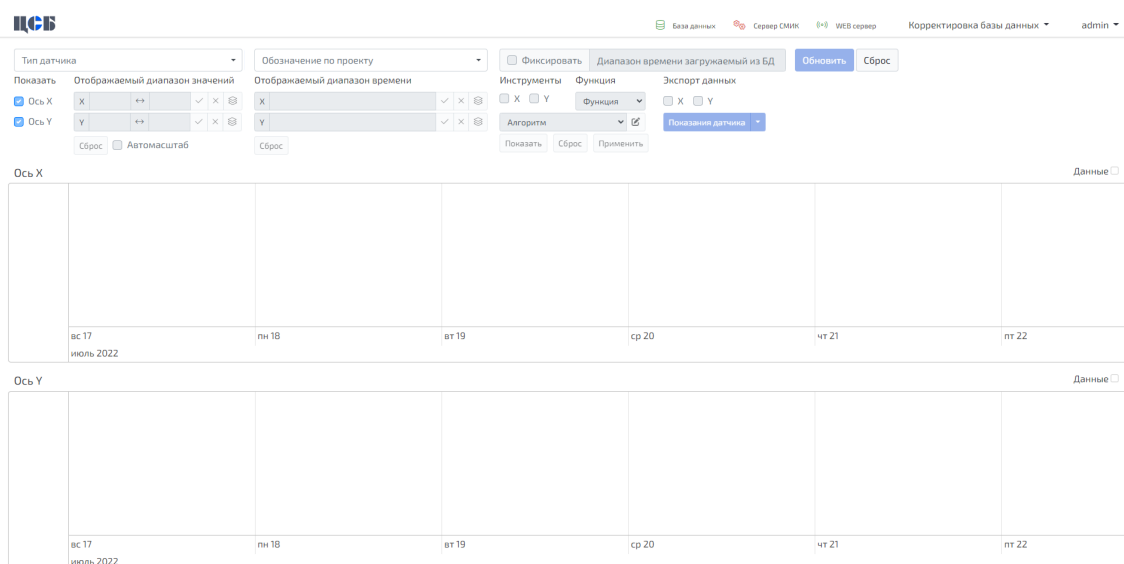 ЦСБ
База данных Сервер СМИК WEB сервер Корректировка базы данных admin
Тип датчика Обозначение по проекту Фиксировать Диапазон времени загружаемый из БД Обновить Сброс
Показать Отображаемый диапазон значений Отображаемый диапазон времени Инструменты Функция Экспорт данных
Ось X X X X Y Функция X Y
Ось Y Y Y Алгоритм Показания датчика
Сброс Автомасштаб Сброс Показать Сброс Применить
Ось X Данные
вс 17 пн 18 вт 19 ср 20 чт 21 пт 22
июль 2022
Ось Y Данные
вс 17 пн 18 вт 19 ср 20 чт 21 пт 22
июль 2022